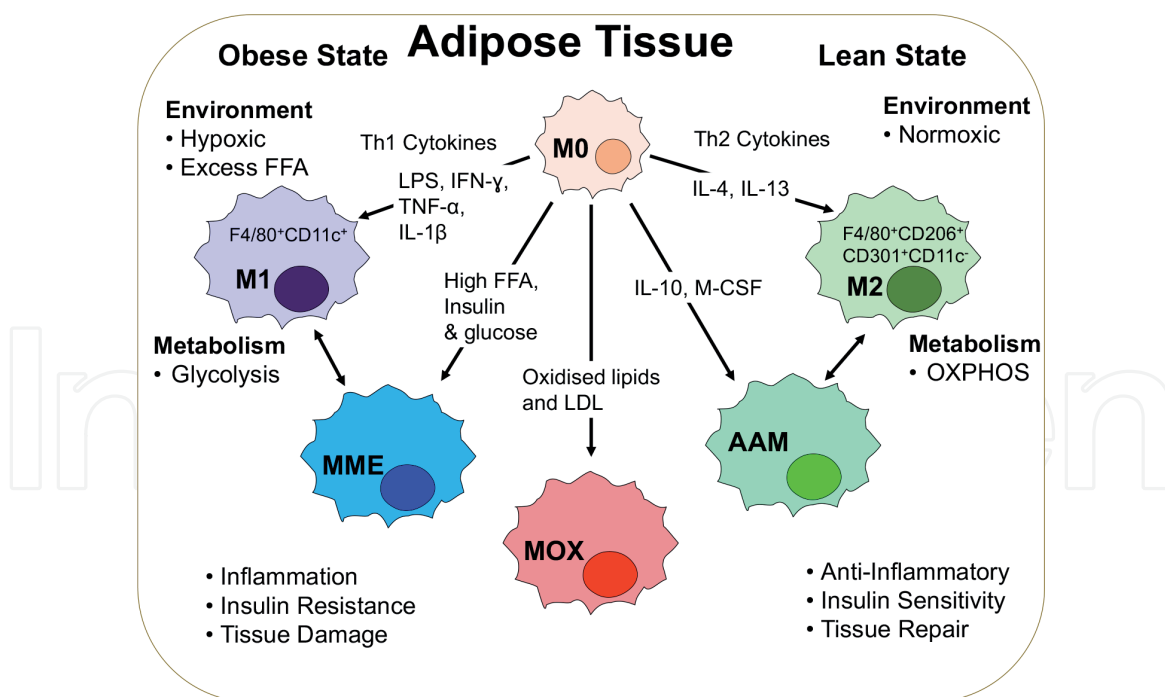 Adipose Tissue
Obese State
Lean State
Environment
• Hypoxic
• Excess FFA
Environment
• Normoxic
Th1 Cytokines
M0
Th2 Cytokines
LPS, IFN-ɣ,
TNF-α,
IL-1β
IL-4, IL-13
F4/80⁺CD11c⁺
M1
F4/80⁺CD206⁺
CD301⁺CD11c⁻
M2
High FFA,
Insulin
& glucose
IL-10, M-CSF
Metabolism
• Glycolysis
Metabolism
• OXPHOS
Oxidised lipids
and LDL
MME
AAM
MOX
• Inflammation
• Insulin Resistance
• Tissue Damage
• Anti-Inflammatory
• Insulin Sensitivity
• Tissue Repair